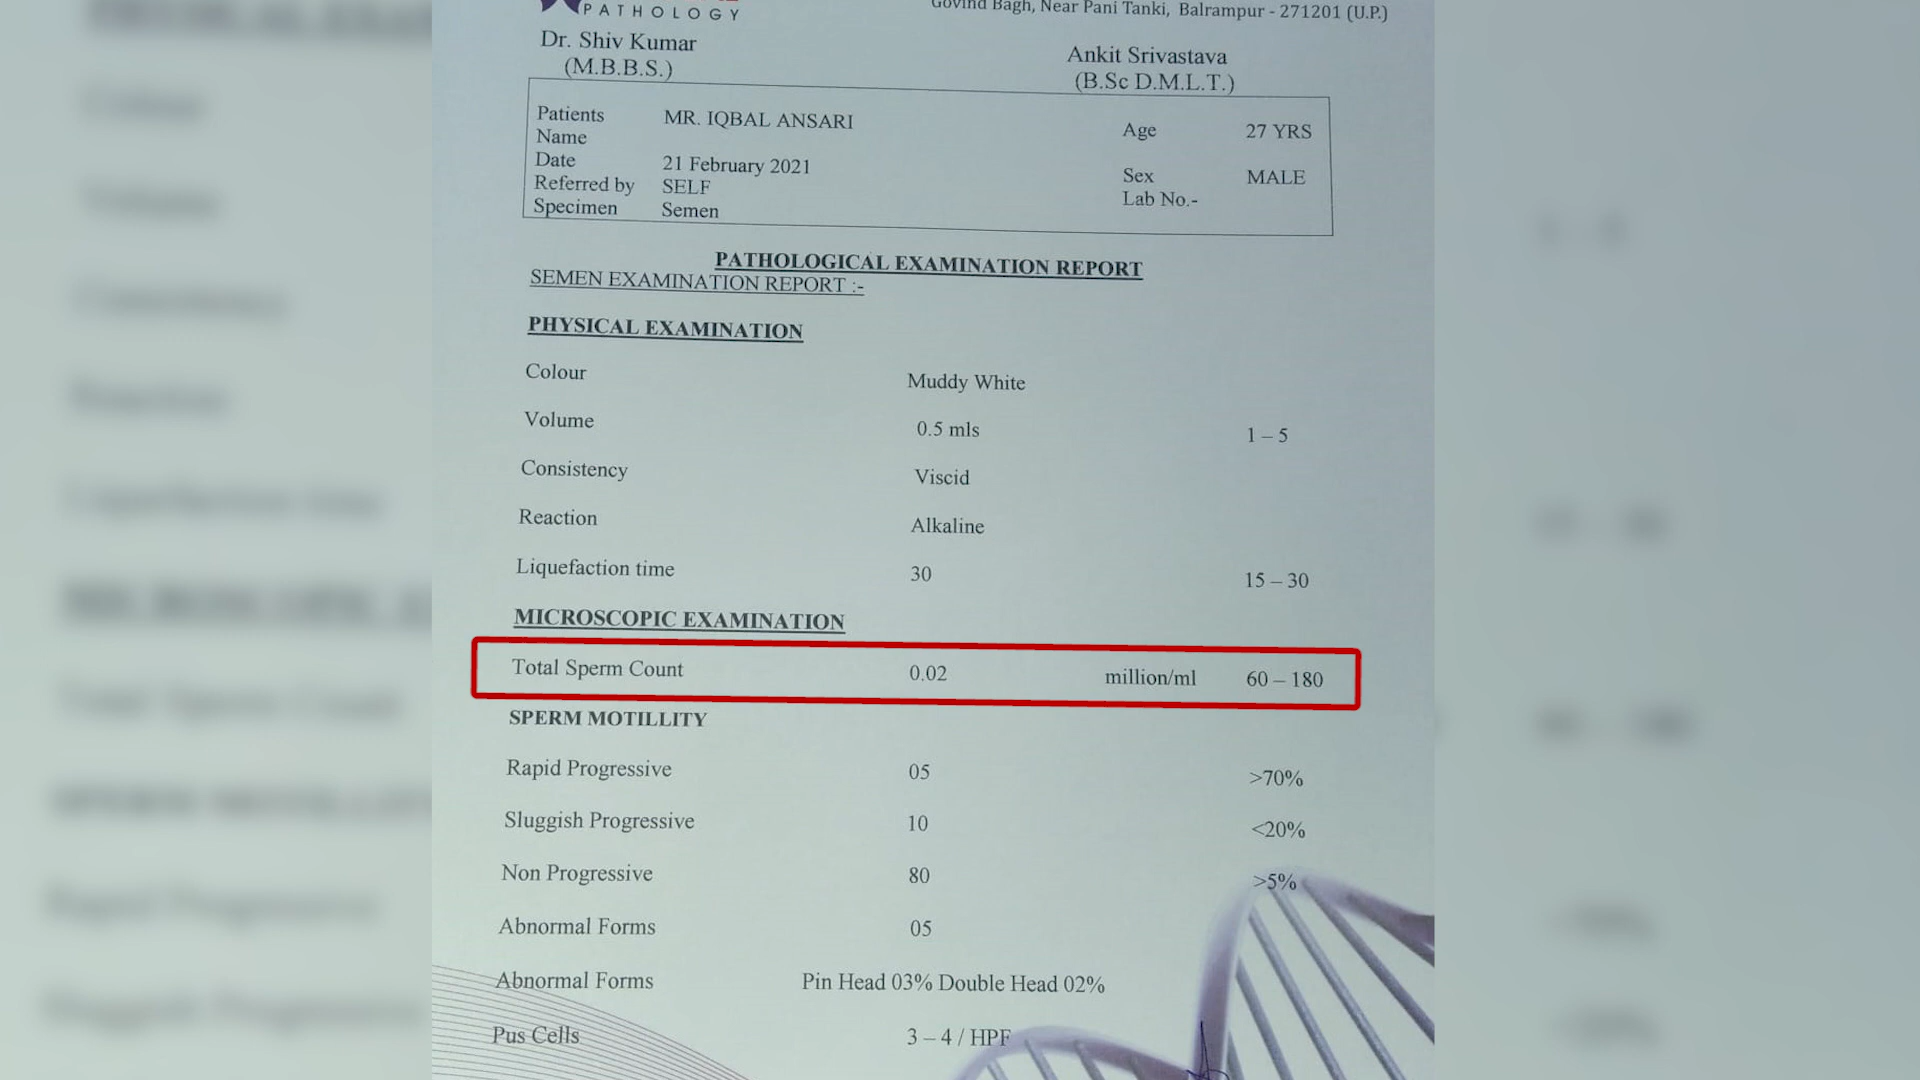 PATHOLOGY
Govind Bagh, Near Pani Tanki, Balrampur - 271201 (U.P.)
Dr. Shiv Kumar
(M.B.B.S.)
Ankit Srivastava
(B.Sc D.M.L.T.)
Patients Name MR. IQBAL ANSARI Age 27 YRS
Date 21 February 2021
Referred by SELF Sex MALE
Specimen Semen Lab No.-
PATHOLOGICAL EXAMINATION REPORT
SEMEN EXAMINATION REPORT :-
PHYSICAL EXAMINATION
Colour Muddy White
Volume 0.5 mls 1 – 5
Consistency Viscid
Reaction Alkaline
Liquefaction time 30 15 – 30
MICROSCOPIC EXAMINATION
Total Sperm Count 0.02 million/ml 60 – 180
SPERM MOTILLITY
Rapid Progressive 05 >70%
Sluggish Progressive 10 <20%
Non Progressive 80 >5%
Abnormal Forms 05
Abnormal Forms Pin Head 03% Double Head 02%
Pus Cells 3 – 4 / HPF